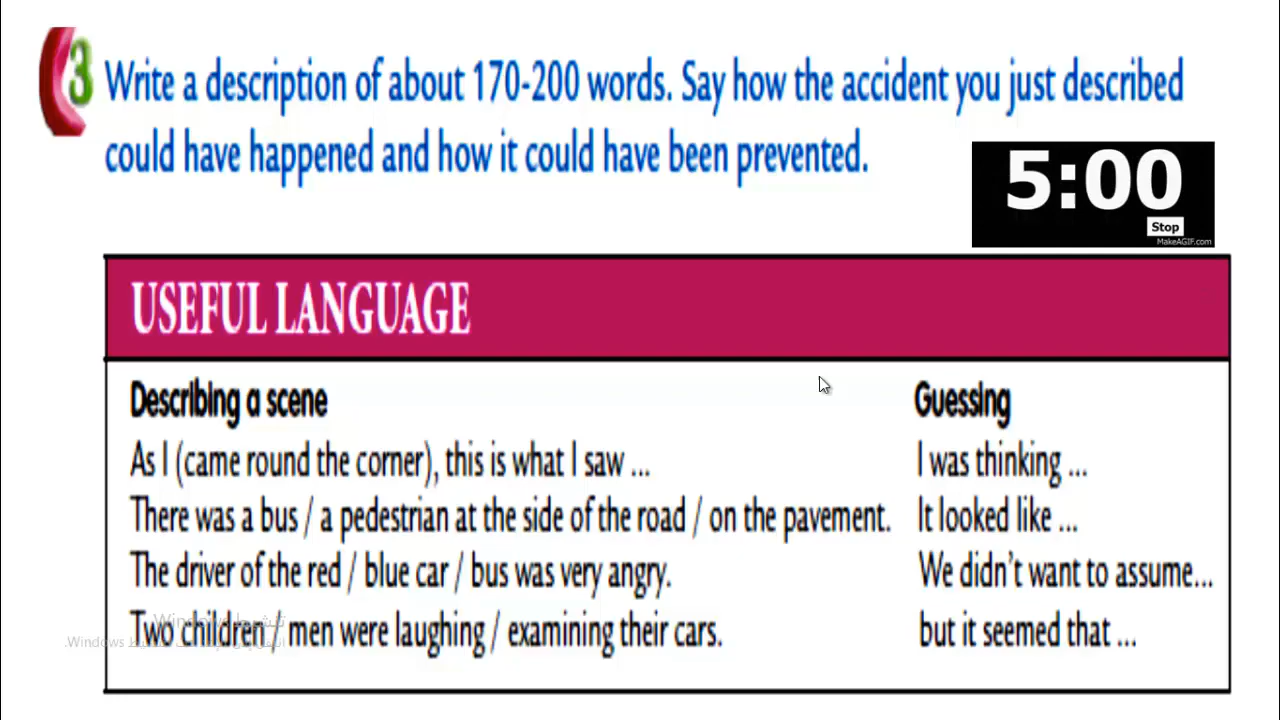 3
Write a description of about 170-200 words. Say how the accident you just described
could have happened and how it could have been prevented.
5:00
Stop
MakeAGIF.com
USEFUL LANGUAGE
Describing a scene
As I (came round the corner), this is what I saw ...
There was a bus / a pedestrian at the side of the road / on the pavement.
The driver of the red / blue car / bus was very angry.
Two children / men were laughing / examining their cars.
Guessing
I was thinking ...
It looked like ...
We didn't want to assume...
but it seemed that ...
تنشيط Windows
Windows.